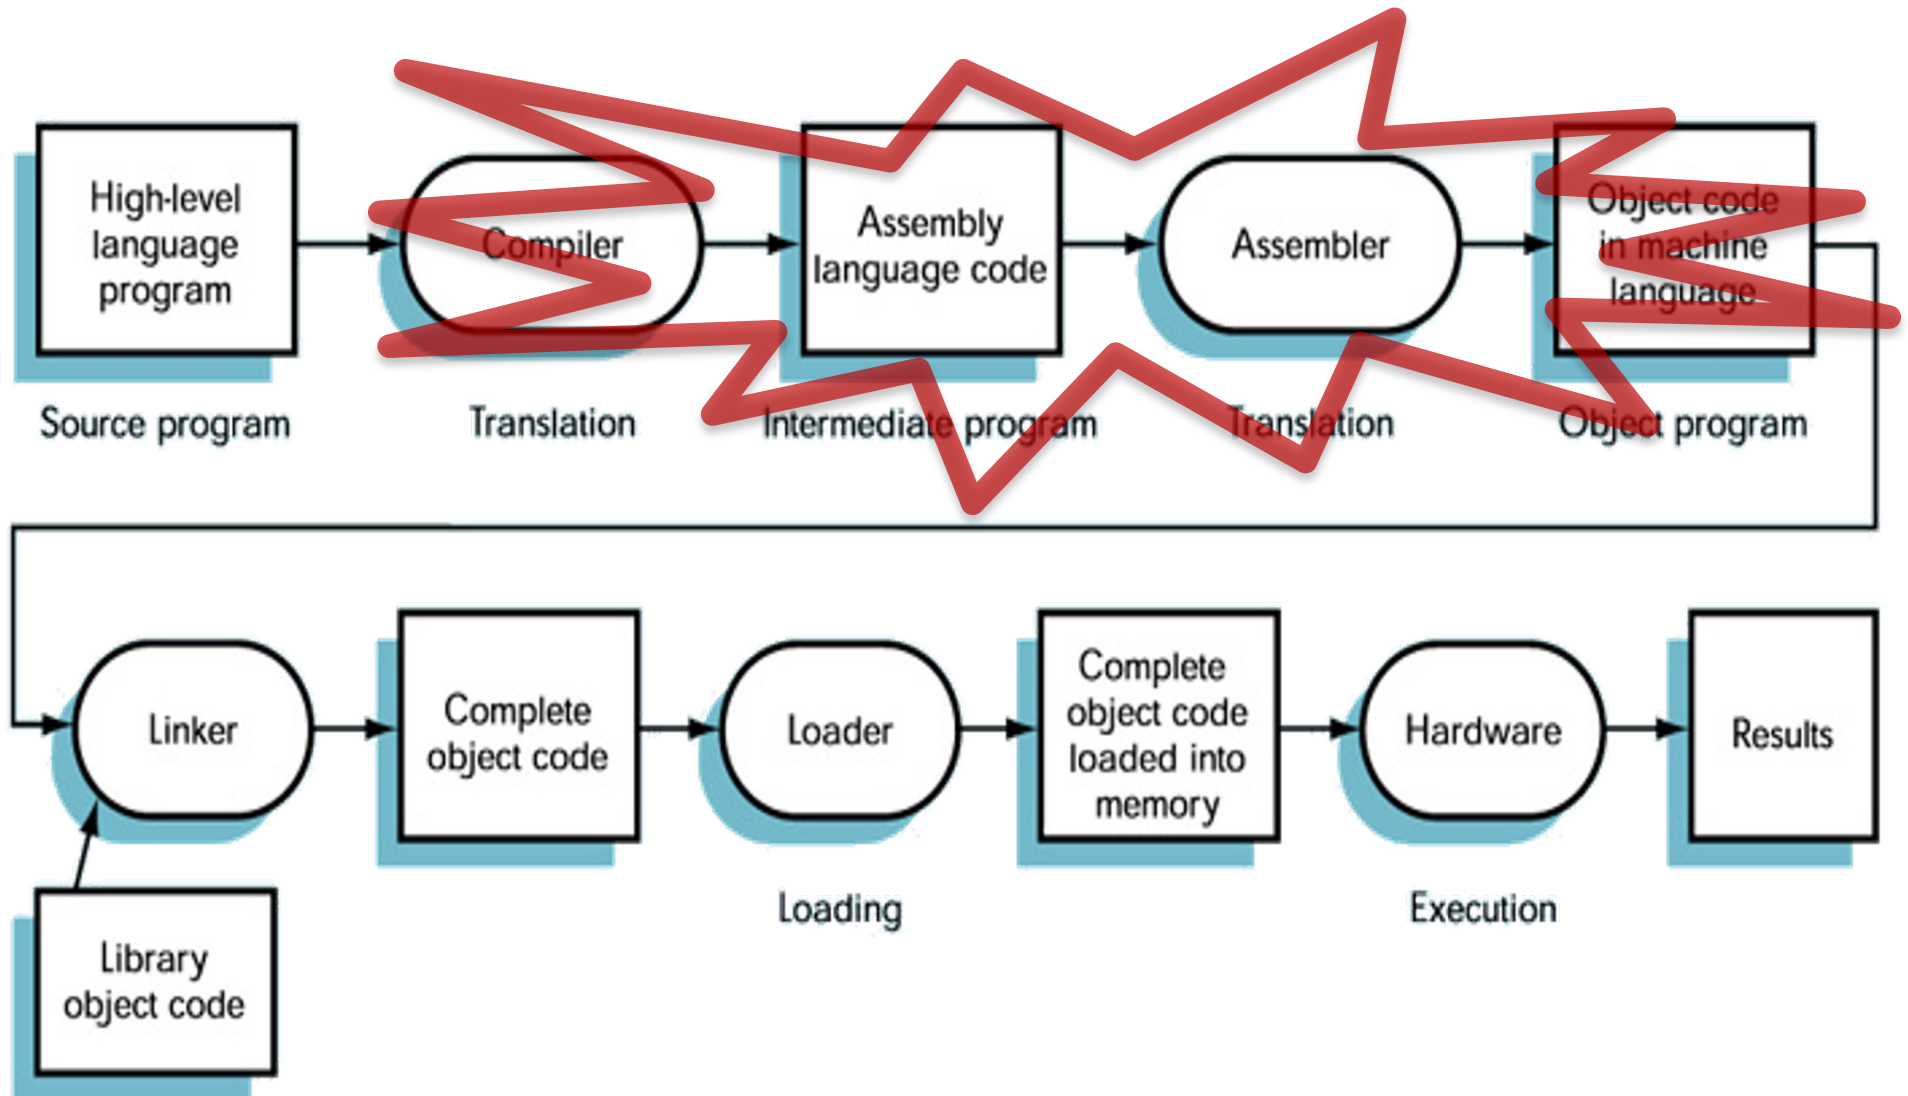 High-level
language
program
Compiler
Assembly
language code
Assembler
Object code
in machine
language
Source program
Translation
Intermediate program
Translation
Object program
Linker
Complete
object code
Loader
Complete
object code
loaded into
memory
Hardware
Results
Loading
Execution
Library
object code